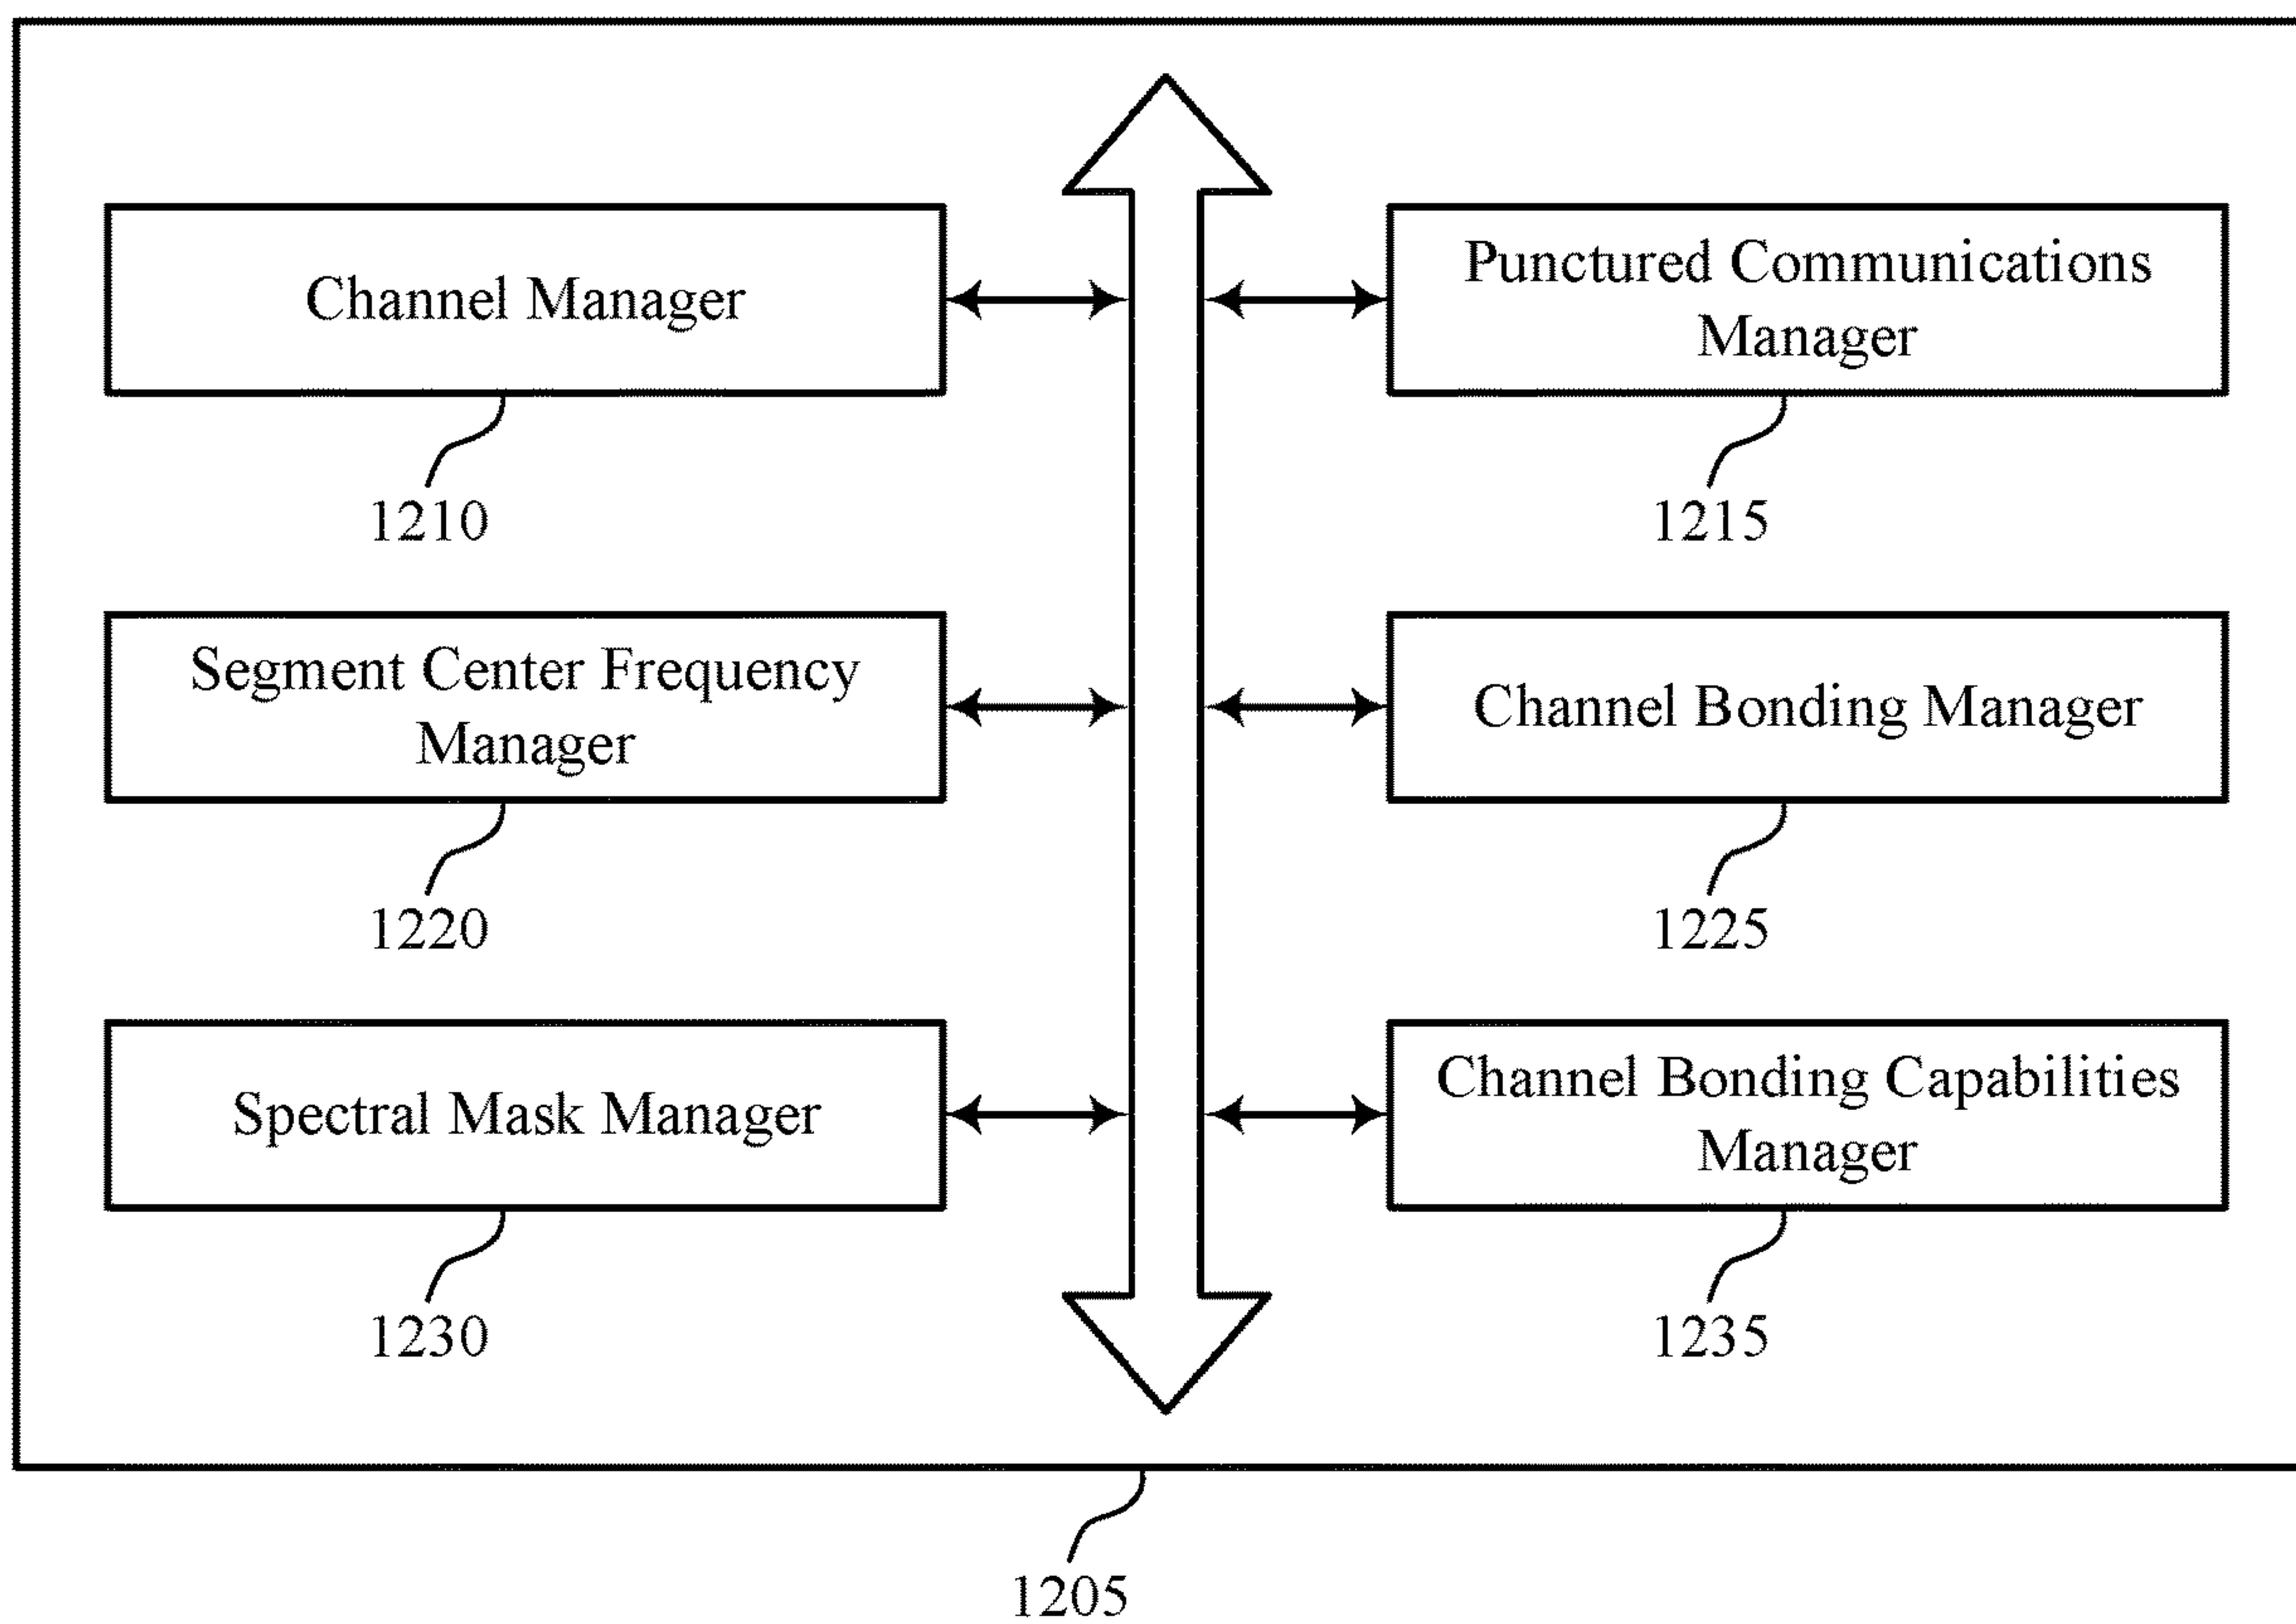 Channel Manager
1210
Punctured Communications
Manager
1215
Segment Center Frequency
Manager
1220
Channel Bonding Manager
1225
Spectral Mask Manager
1230
Channel Bonding Capabilities
Manager
1235
1205